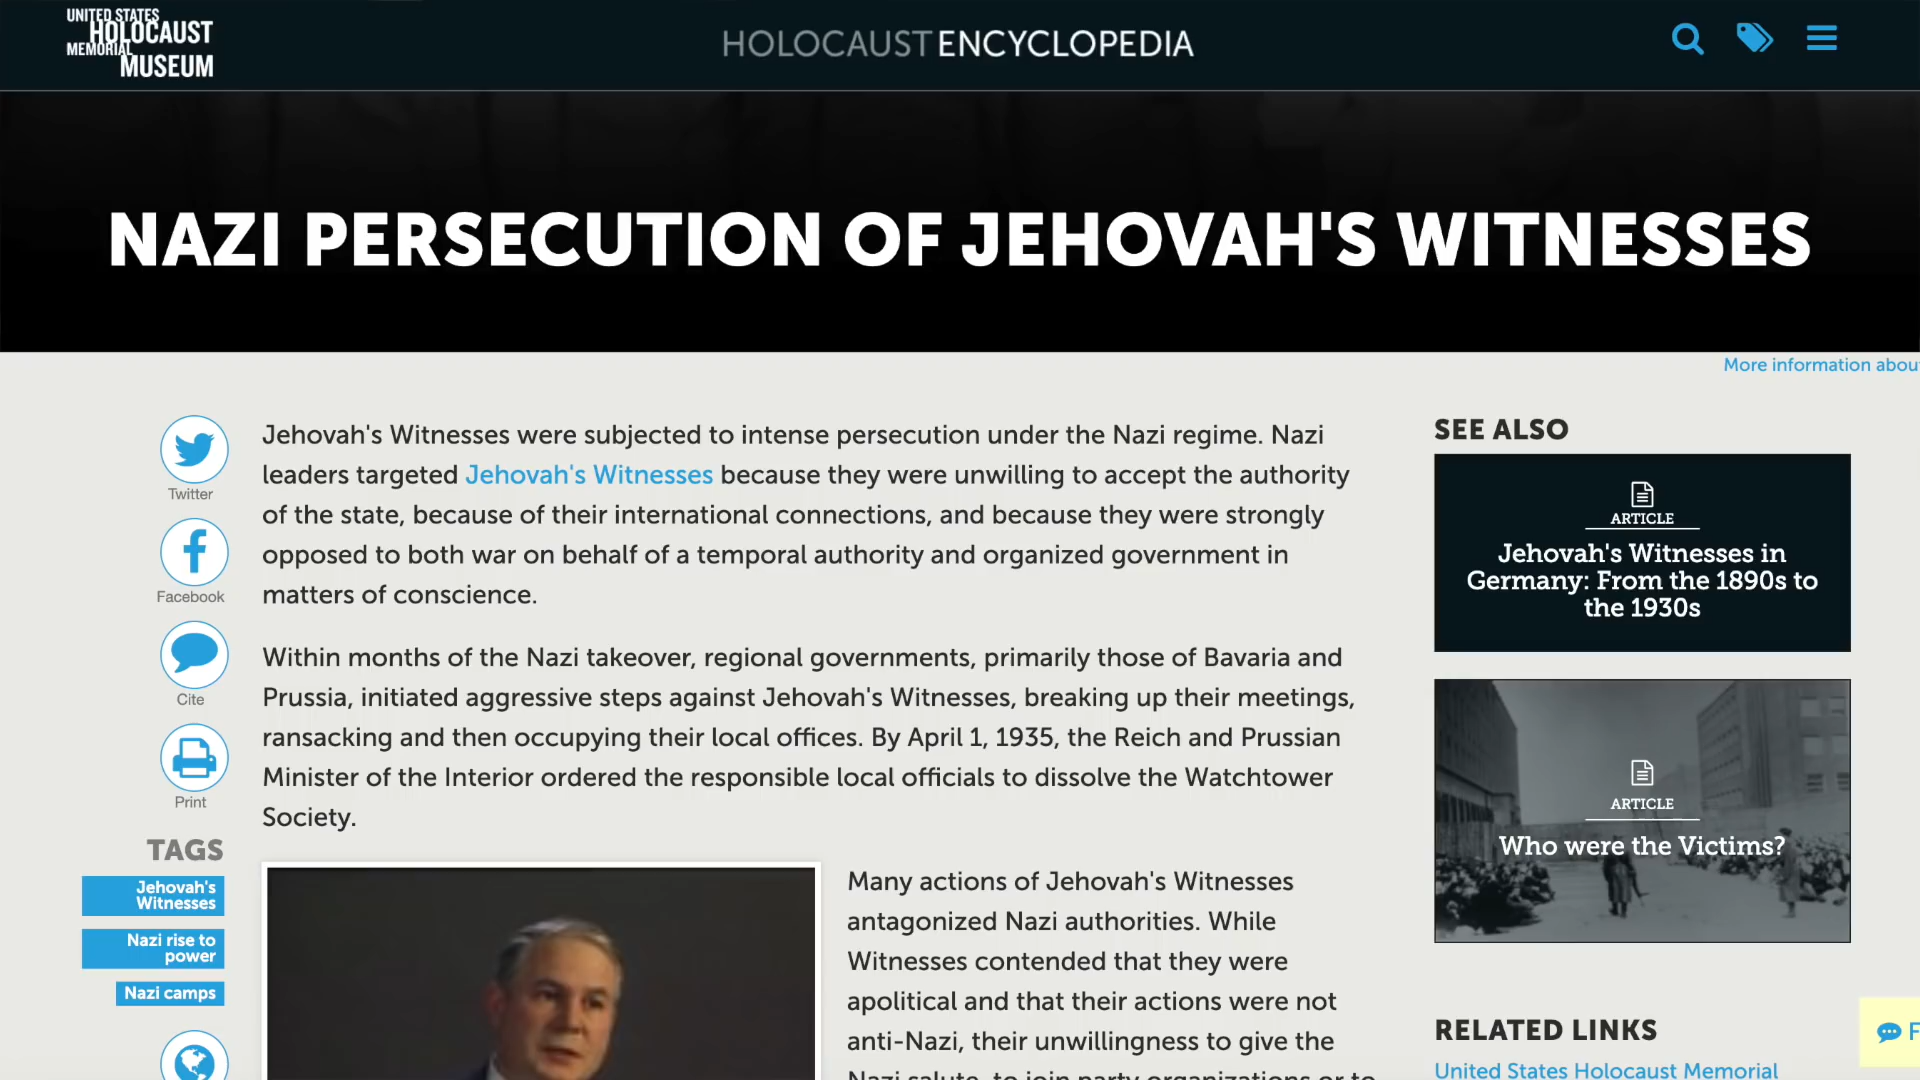 UNITED STATES
HOLOCAUST
MEMORIAL
MUSEUM
HOLOCAUST ENCYCLOPEDIA
NAZI PERSECUTION OF JEHOVAH'S WITNESSES
More information abou
Twitter
Facebook
Cite
Print
TAGS
Jehovah's
Witnesses
Nazi rise to
power
Nazi camps
Jehovah's Witnesses were subjected to intense persecution under the Nazi regime. Nazi
leaders targeted Jehovah's Witnesses because they were unwilling to accept the authority
of the state, because of their international connections, and because they were strongly
opposed to both war on behalf of a temporal authority and organized government in
matters of conscience.
Within months of the Nazi takeover, regional governments, primarily those of Bavaria and
Prussia, initiated aggressive steps against Jehovah's Witnesses, breaking up their meetings,
ransacking and then occupying their local offices. By April 1, 1935, the Reich and Prussian
Minister of the Interior ordered the responsible local officials to dissolve the Watchtower
Society.
Many actions of Jehovah's Witnesses
antagonized Nazi authorities. While
Witnesses contended that they were
apolitical and that their actions were not
anti-Nazi, their unwillingness to give the
Nazi salute, to join party organizations or to
SEE ALSO
ARTICLE
Jehovah's Witnesses in
Germany: From the 1890s to
the 1930s
ARTICLE
Who were the Victims?
RELATED LINKS
United States Holocaust Memorial
F